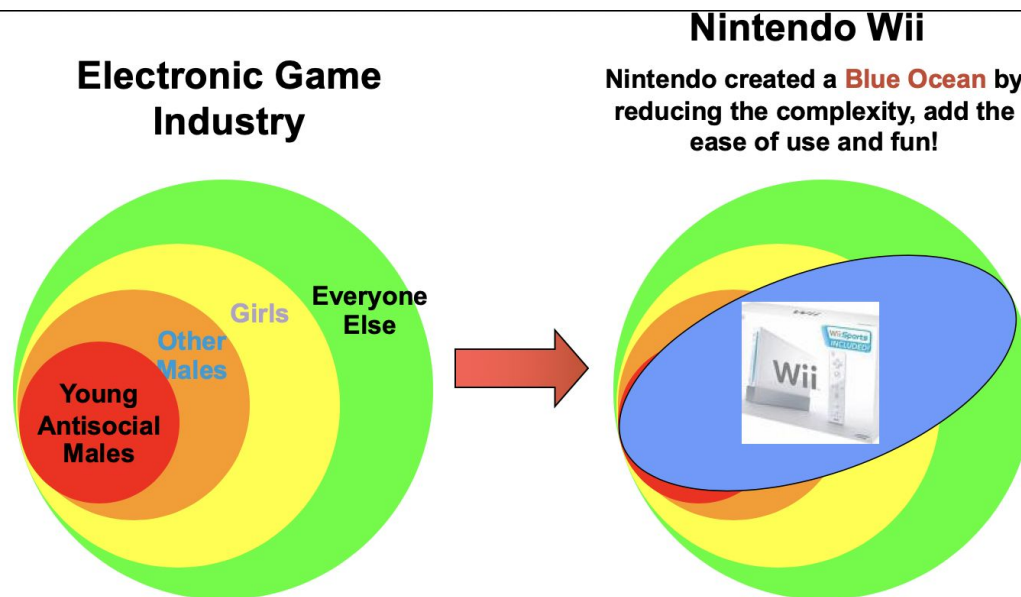 Electronic Game
Industry
Everyone
Else
Girls
Other
Males
Young
Antisocial
Males
Nintendo Wii
Nintendo created a Blue Ocean by
reducing the complexity, add the
ease of use and fun!
Wii
Wii Sports
INCLUDED!
Wii